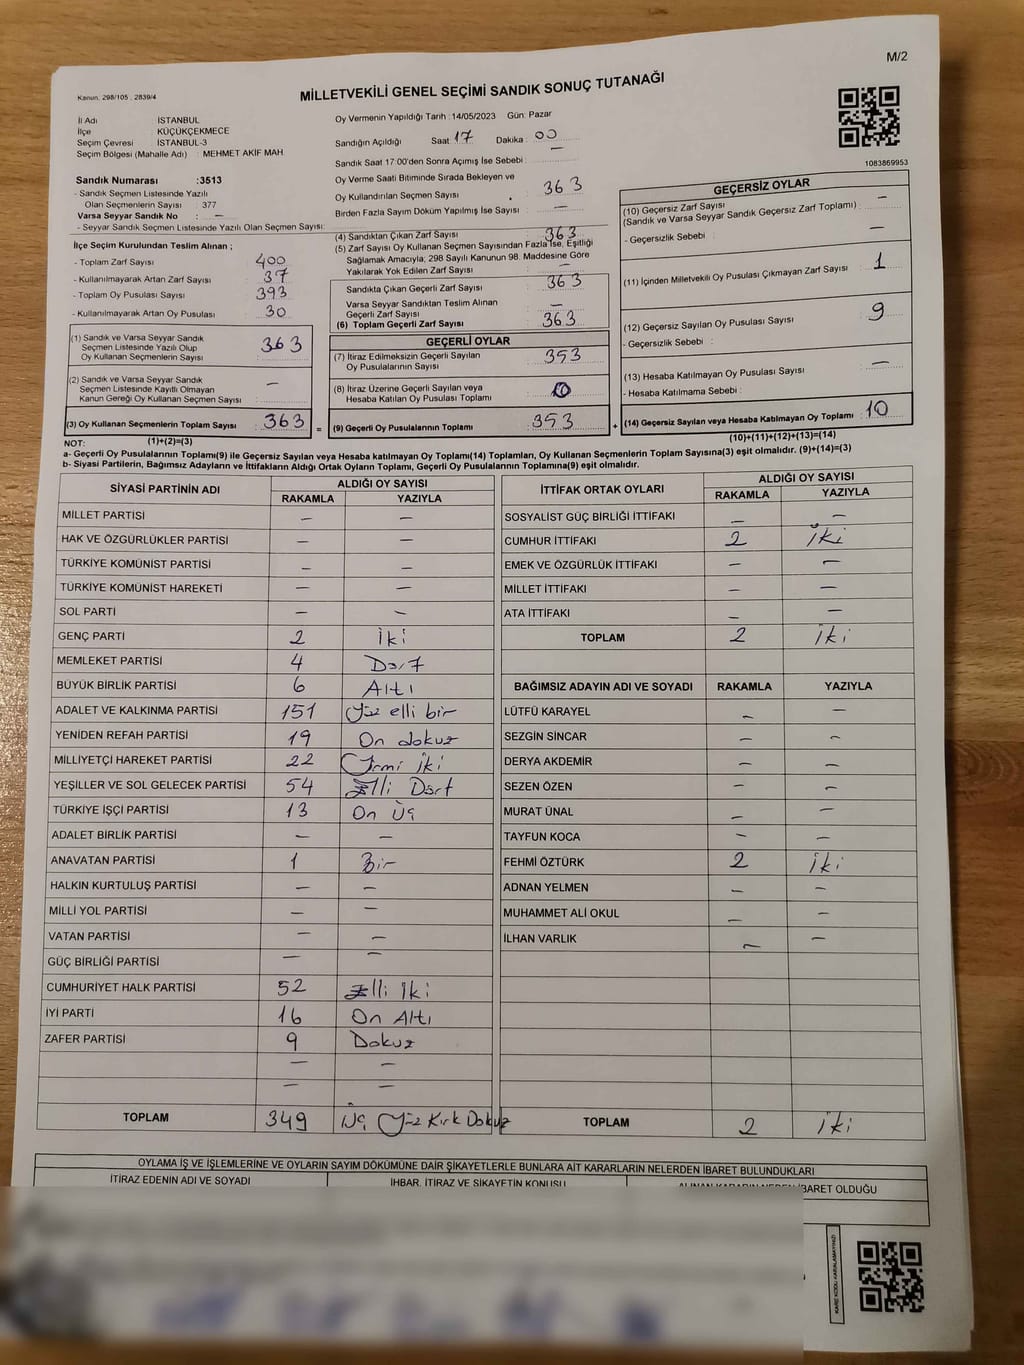 M/2
Kanun. 298/105 , 2839/4
MİLLETVEKİLİ GENEL SEÇİMİ SANDIK SONUÇ TUTANAĞI
1083869953
İl Adı İSTANBUL
İlçe KÜÇÜKÇEKMECE
Seçim Çevresi İSTANBUL-3
Seçim Bölgesi (Mahalle Adı) : MEHMET AKİF MAH.
Sandık Numarası :3513
- Sandık Seçmen Listesinde Yazılı
Olan Seçmenlerin Sayısı : 377
Varsa Seyyar Sandık No : —
- Seyyar Sandık Seçmen Listesinde Yazılı Olan Seçmen Sayısı:
İlçe Seçim Kurulundan Teslim Alınan ;
- Toplam Zarf Sayısı : 400
- Kullanılmayarak Artan Zarf Sayısı : 37
- Toplam Oy Pusulası Sayısı : 393
- Kullanılmayarak Artan Oy Pusulası : 30
(1) Sandık ve Varsa Seyyar Sandık
Seçmen Listesinde Yazılı Olup
Oy Kullanan Seçmenlerin Sayısı : 363
(2) Sandık ve Varsa Seyyar Sandık
Seçmen Listesinde Kayıtlı Olmayan
Kanun Gereği Oy Kullanan Seçmen Sayısı : —
(3) Oy Kullanan Seçmenlerin Toplam Sayısı : 363 =
Oy Vermenin Yapıldığı Tarih : 14/05/2023 Gün: Pazar
Sandığın Açıldığı Saat 17 Dakika : 00
Sandık Saat 17:00'den Sonra Açımış İse Sebebi : —
Oy Verme Saati Bitiminde Sırada Bekleyen ve
Oy Kullandırılan Seçmen Sayısı : 363
Birden Fazla Sayım Döküm Yapılmış İse Sayısı : —
(4) Sandıktan Çıkan Zarf Sayısı : 363
(5) Zarf Sayısı Oy Kullanan Seçmen Sayısından Fazla İse, Eşitliği
Sağlamak Amacıyla; 298 Sayılı Kanunun 98. Maddesine Göre
Yakılarak Yok Edilen Zarf Sayısı : —
Sandıkta Çıkan Geçerli Zarf Sayısı : 363
Varsa Seyyar Sandıktan Teslim Alınan
Geçerli Zarf Sayısı : —
(6) Toplam Geçerli Zarf Sayısı : 363
GEÇERLİ OYLAR
(7) İtiraz Edilmeksizin Geçerli Sayılan
Oy Pusulalarının Sayısı : 353
(8) İtiraz Üzerine Geçerli Sayılan veya
Hesaba Katılan Oy Pusulası Toplamı :
(9) Geçerli Oy Pusulalarının Toplamı : 353 +
GEÇERSİZ OYLAR
(10) Geçersiz Zarf Sayısı
(Sandık ve Varsa Seyyar Sandık Geçersiz Zarf Toplamı) : —
- Geçersizlik Sebebi : —
(11) İçinden Milletvekili Oy Pusulası Çıkmayan Zarf Sayısı : 1
(12) Geçersiz Sayılan Oy Pusulası Sayısı : 9
- Geçersizlik Sebebi :
(13) Hesaba Katılmayan Oy Pusulası Sayısı : —
- Hesaba Katılmama Sebebi :
(14) Geçersiz Sayılan veya Hesaba Katılmayan Oy Toplamı : 10
NOT: (1)+(2)=(3) (10)+(11)+(12)+(13)=(14)
a- Geçerli Oy Pusulalarının Toplamı(9) ile Geçersiz Sayılan veya Hesaba katılmayan Oy Toplamı(14) Toplamları, Oy Kullanan Seçmenlerin Toplam Sayısına(3) eşit olmalıdır. (9)+(14)=(3)
b- Siyasi Partilerin, Bağımsız Adayların ve İttifakların Aldığı Ortak Oyların Toplamı, Geçerli Oy Pusulalarının Toplamına(9) eşit olmalıdır.
SİYASİ PARTİNİN ADI ALDIĞI OY SAYISI
RAKAMLA YAZIYLA
MİLLET PARTİSİ — —
HAK VE ÖZGÜRLÜKLER PARTİSİ — —
TÜRKİYE KOMÜNİST PARTİSİ — —
TÜRKİYE KOMÜNİST HAREKETİ — —
SOL PARTİ — —
GENÇ PARTİ 2 İki
MEMLEKET PARTİSİ 4 Dört
BÜYÜK BİRLİK PARTİSİ 6 Altı
ADALET VE KALKINMA PARTİSİ 151 Yüz elli bir
YENİDEN REFAH PARTİSİ 19 On dokuz
MİLLİYETÇİ HAREKET PARTİSİ 22 Yirmi iki
YEŞİLLER VE SOL GELECEK PARTİSİ 54 Elli Dört
TÜRKİYE İŞÇİ PARTİSİ 13 On Üç
ADALET BİRLİK PARTİSİ — —
ANAVATAN PARTİSİ 1 Bir
HALKIN KURTULUŞ PARTİSİ — —
MİLLİ YOL PARTİSİ — —
VATAN PARTİSİ — —
GÜÇ BİRLİĞİ PARTİSİ — —
CUMHURİYET HALK PARTİSİ 52 Elli İki
İYİ PARTİ 16 On Altı
ZAFER PARTİSİ 9 Dokuz
— —
— —
TOPLAM 349 Üç Yüz Kırk Dokuz
İTTİFAK ORTAK OYLARI ALDIĞI OY SAYISI
RAKAMLA YAZIYLA
SOSYALİST GÜÇ BİRLİĞİ İTTİFAKI — —
CUMHUR İTTİFAKI 2 İki
EMEK VE ÖZGÜRLÜK İTTİFAKI — —
MİLLET İTTİFAKI — —
ATA İTTİFAKI — —
TOPLAM 2 İki
BAĞIMSIZ ADAYIN ADI VE SOYADI RAKAMLA YAZIYLA
LÜTFÜ KARAYEL — —
SEZGİN SİNCAR — —
DERYA AKDEMİR — —
SEZEN ÖZEN — —
MURAT ÜNAL — —
TAYFUN KOCA — —
FEHMİ ÖZTÜRK 2 İki
ADNAN YELMEN — —
MUHAMMET ALİ OKUL — —
İLHAN VARLIK — —
TOPLAM 2 İki
OYLAMA İŞ VE İŞLEMLERİNE VE OYLARIN SAYIM DÖKÜMÜNE DAİR ŞİKAYETLERLE BUNLARA AİT KARARLARIN NELERDEN İBARET BULUNDUKLARI
İTİRAZ EDENİN ADI VE SOYADI İHBAR, İTİRAZ VE ŞİKAYETİN KONUSU ALINAN KARARIN NEDEN İBARET OLDUĞU
KARE KODU KARALAMAYINIZ!